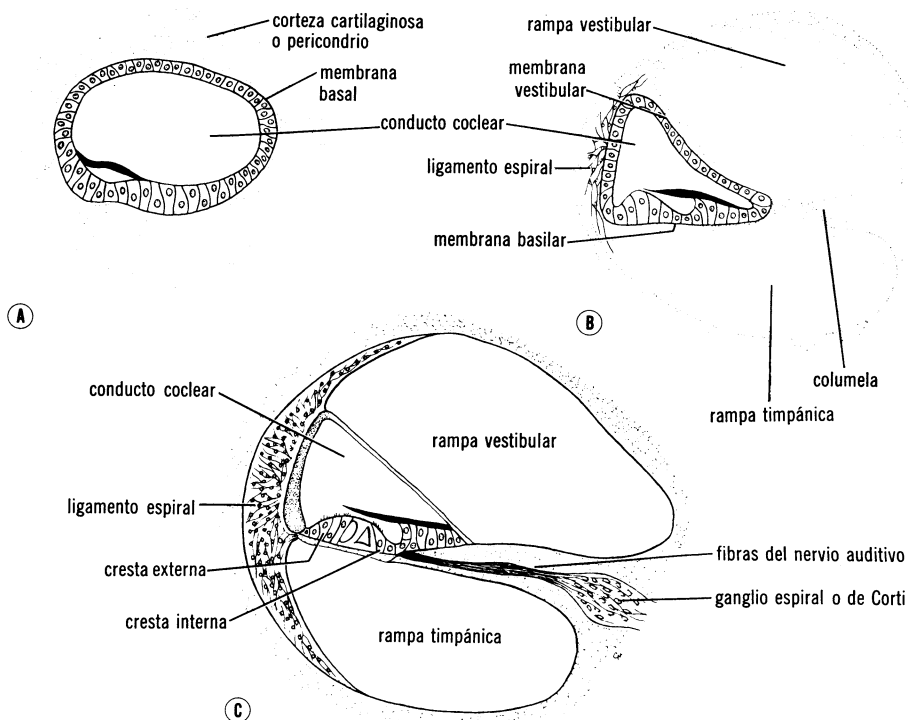 corteza cartilaginosa
o pericondrio
membrana
basal
conducto coclear
A
rampa vestibular
membrana
vestibular
ligamento espiral
membrana basilar
B
columela
rampa timpánica
conducto coclear
rampa vestibular
ligamento espiral
cresta externa
cresta interna
fibras del nervio auditivo
ganglio espiral o de Corti
rampa timpánica
C